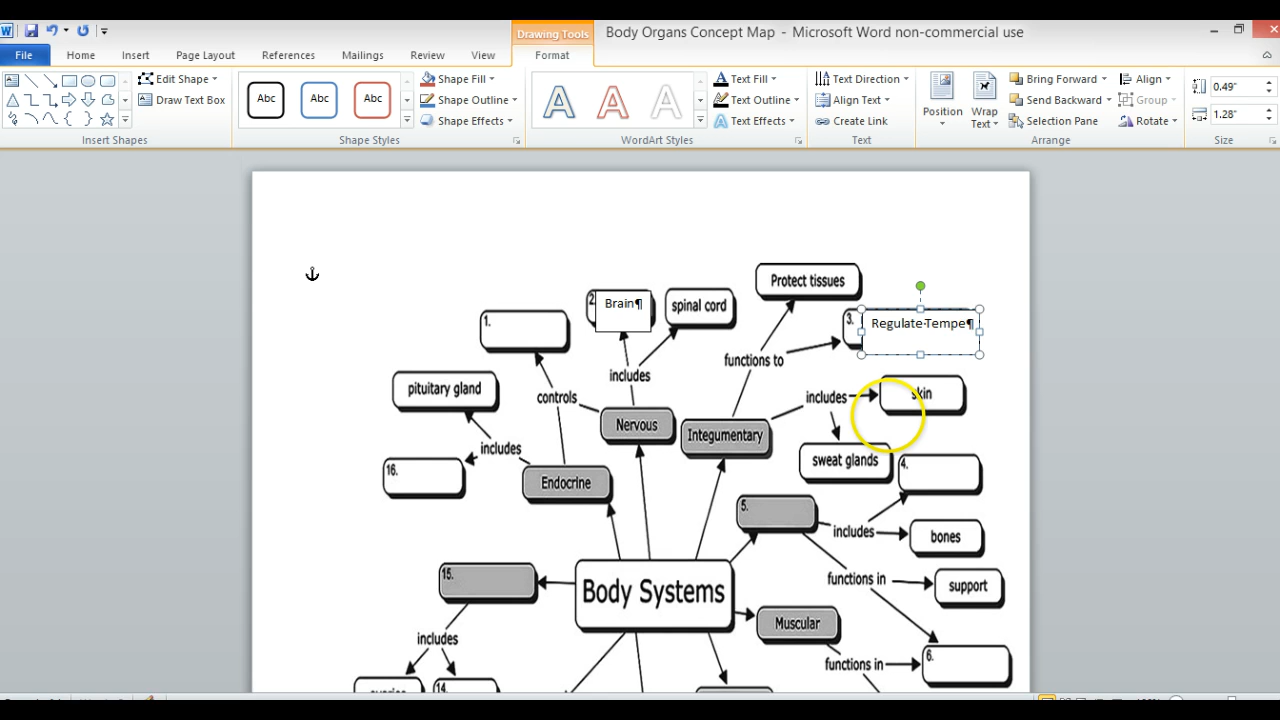 Drawing Tools
Body Organs Concept Map - Microsoft Word non-commercial use
File
Home
Insert
Page Layout
References
Mailings
Review
View
Format
Edit Shape
Draw Text Box
Insert Shapes
Abc
Abc
Abc
Shape Fill
Shape Outline
Shape Effects
Shape Styles
A
A
A
WordArt Styles
Text Fill
Text Outline
Text Effects
Text Direction
Align Text
Create Link
Text
Position
Wrap
Text
Bring Forward
Send Backward
Selection Pane
Align
Group
Rotate
Arrange
0.49"
1.28"
Size
Protect tissues
2
Brain¶
spinal cord
1.
3.
Regulate·Tempe¶
functions to
includes
pituitary gland
controls
includes
skin
Nervous
Integumentary
includes
sweat glands
16.
Endocrine
4.
5.
includes
bones
15.
Body Systems
functions in
support
Muscular
includes
functions in
6.
14.